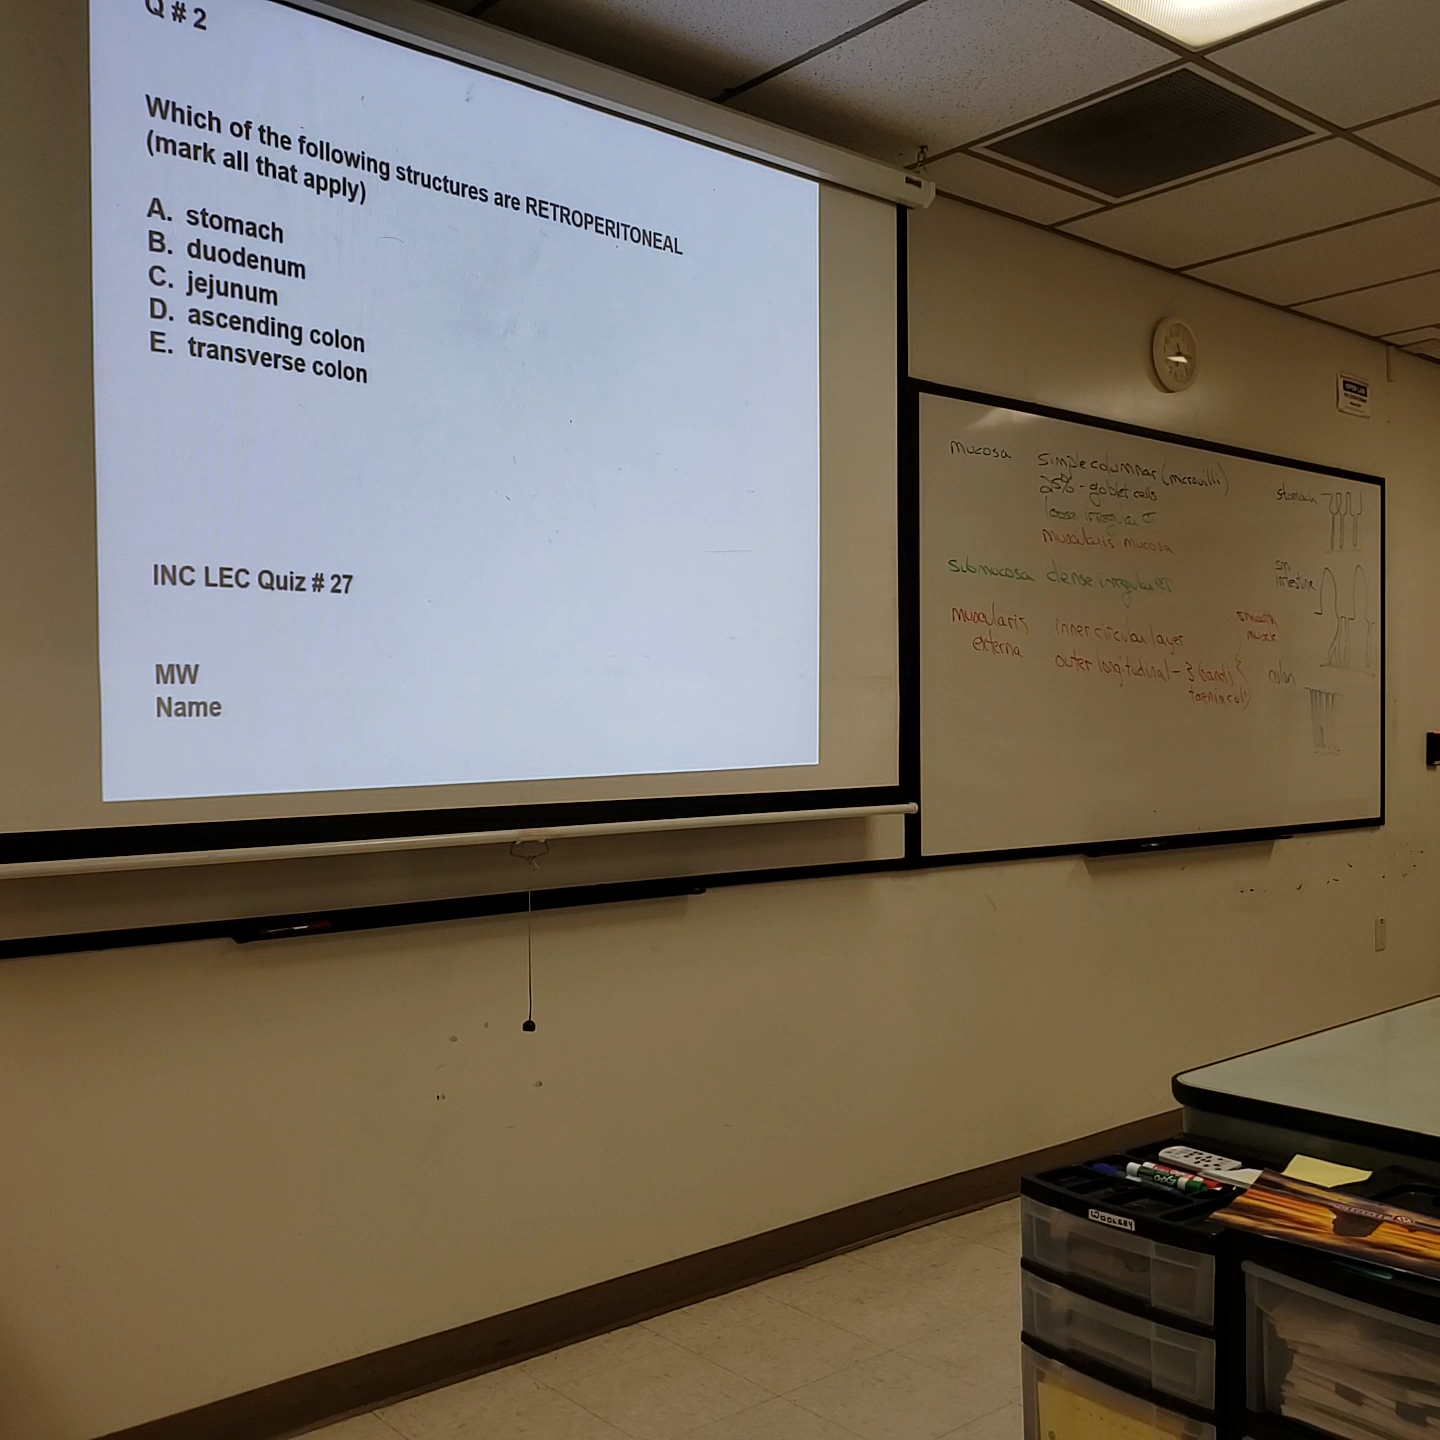 Q # 2
Which of the following structures are RETROPERITONEAL
(mark all that apply)
A. stomach
B. duodenum
C. jejunum
D. ascending colon
E. transverse colon
INC LEC Quiz # 27
MW
Name
mucosa simple columnar (microvilli)
25% - goblet cells
loose irregular CT
muscularis mucosa
submucosa dense irregular CT
muscularis inner circular layer
externa outer longitudinal - 3 bands
taenia coli
smooth
muscle
stomach
sm
intestine
colon
WOOLSEY